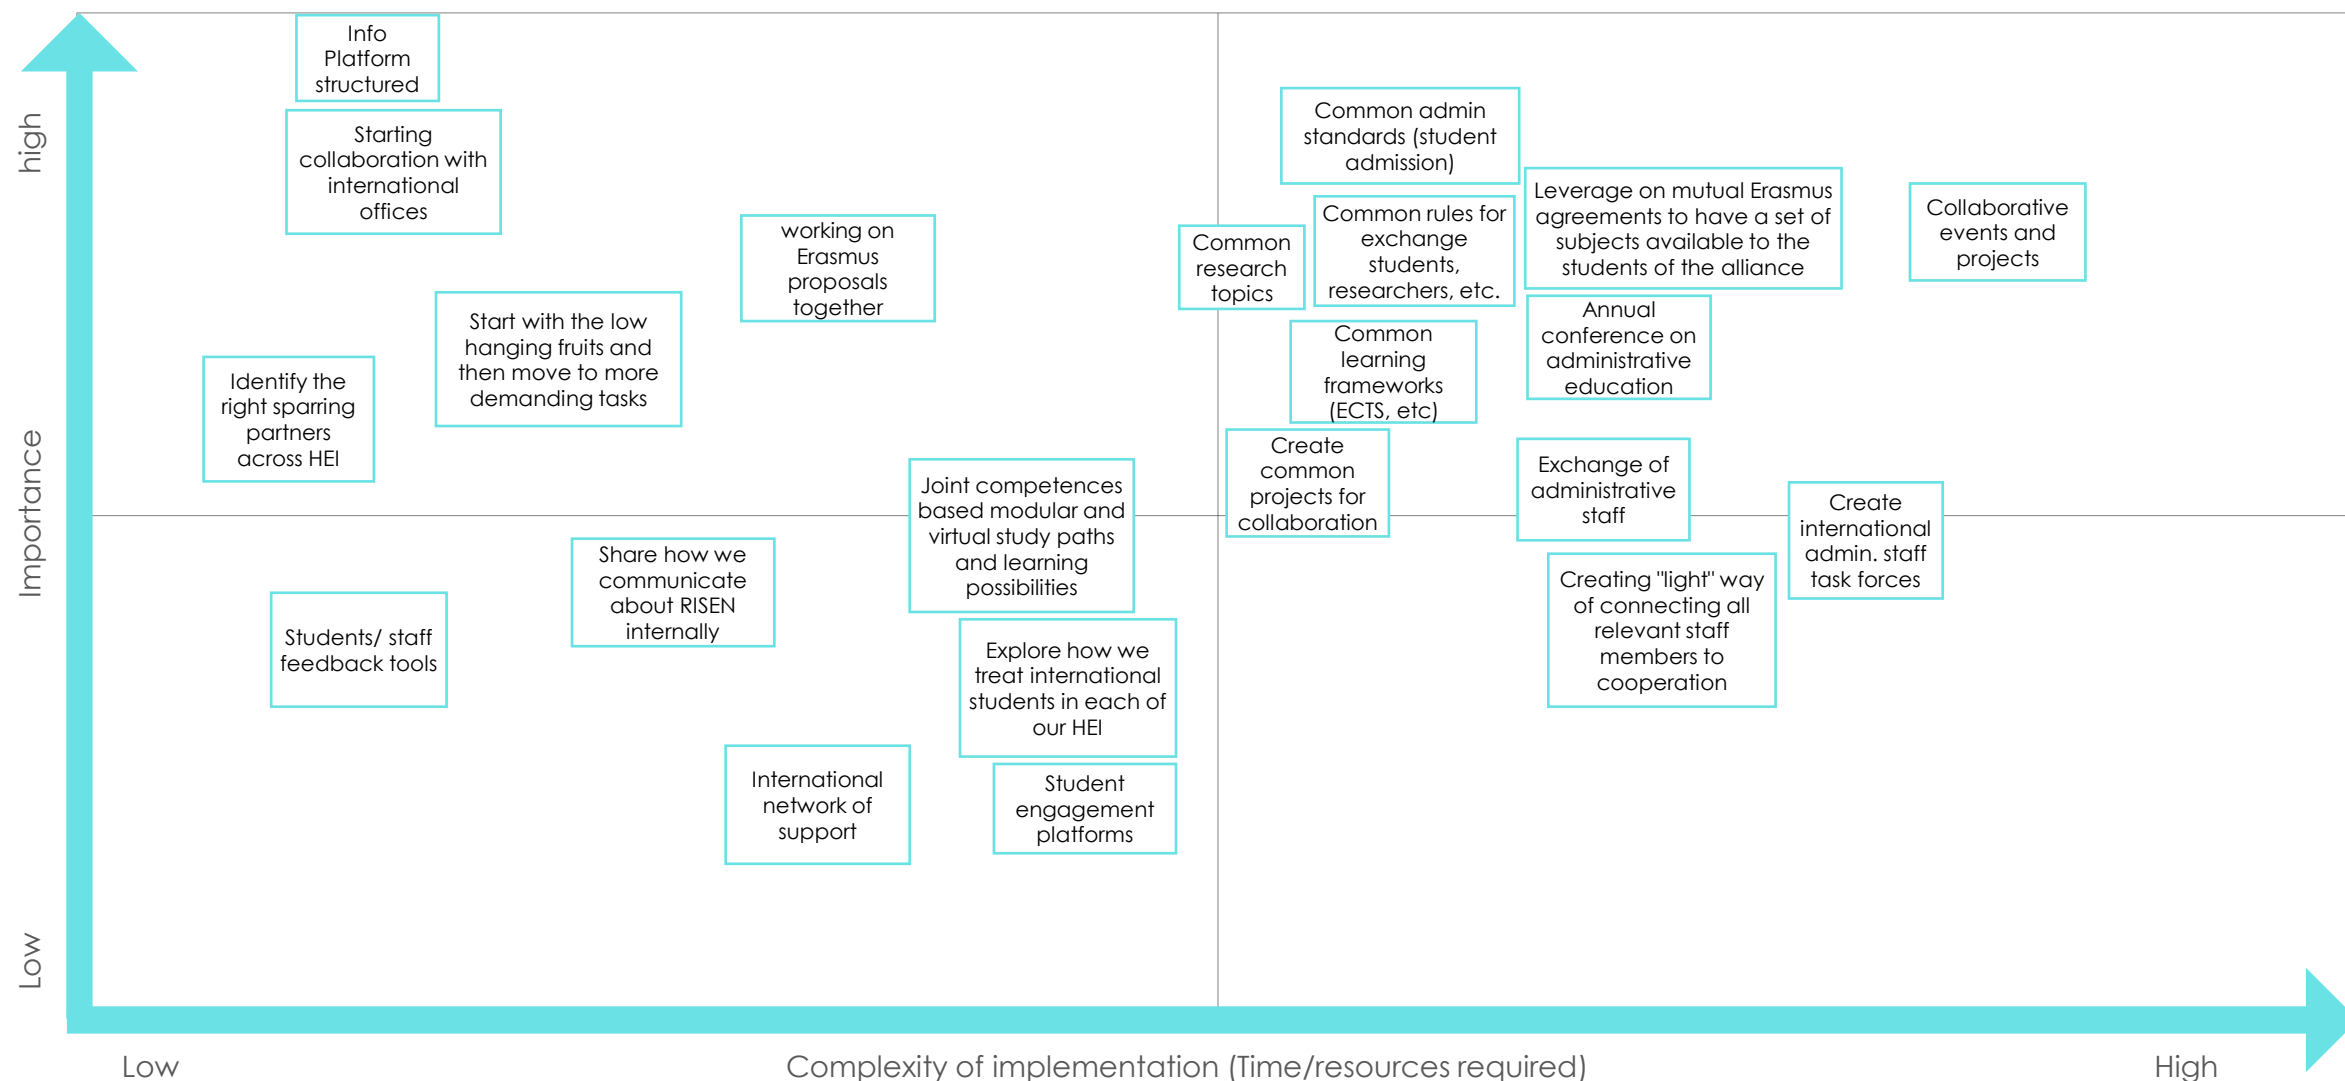 Info
Platform
structured
Starting
collaboration with
international
offices
working on
Erasmus
proposals
together
Start with the low
hanging fruits and
then move to more
demanding tasks
Identify the
right sparring
partners
across HEI
Common admin
standards (student
admission)
Common rules for
exchange
students,
researchers, etc.
Common
research
topics
Leverage on mutual Erasmus
agreements to have a set of
subjects available to the
students of the alliance
Collaborative
events and
projects
Annual
conference on
administrative
education
Common
learning
frameworks
(ECTS, etc)
Create
common
projects for
collaboration
Exchange of
administrative
staff
Create
international
admin. staff
task forces
Creating "light" way
of connecting all
relevant staff
members to
cooperation
Joint competences
based modular and
virtual study paths
and learning
possibilities
Share how we
communicate
about RISEN
internally
Students/ staff
feedback tools
Explore how we
treat international
students in each of
our HEI
International
network of
support
Student
engagement
platforms
high
Importance
Low
Low
Complexity of implementation (Time/resources required)
High